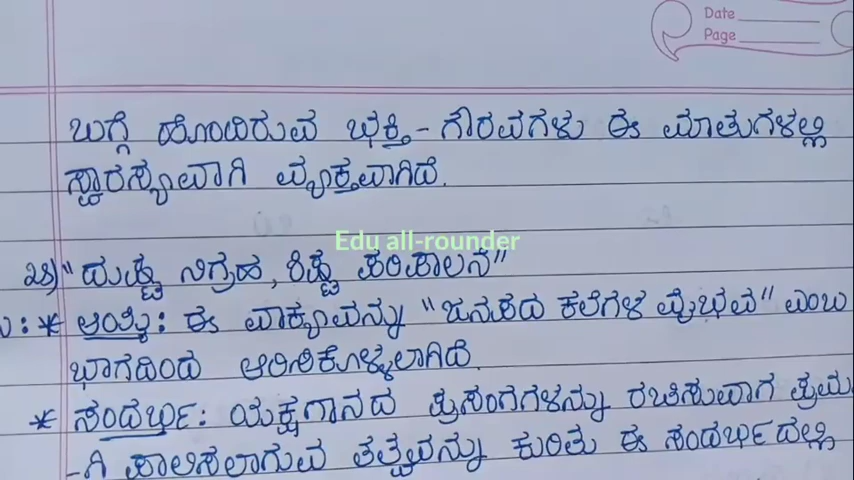 Date
Page
ಬಗ್ಗೆ ಹೊಂದಿರುವ ಭಕ್ತಿ - ಗೌರವಗಳು ಈ ಮಾತುಗಳಲ್ಲಿ
ಸ್ವಾರಸ್ಯವಾಗಿ ವ್ಯಕ್ತವಾಗಿದೆ.
Edu all-rounder
28) "ದುಷ್ಟ ನಿಗ್ರಹ, ಶಿಷ್ಟ ಪರಿಪಾಲನೆ"
* ಆಯ್ಕೆ: ಈ ವಾಕ್ಯವನ್ನು "ಜನಪದ ಕಲೆಗಳ ವೈಭವ" ಎಂಬ
ಭಾಗದಿಂದ ಆರಿಸಿಕೊಳ್ಳಲಾಗಿದೆ.
* ಸಂದರ್ಭ: ಯಕ್ಷಗಾನದ ಪ್ರಸಂಗಗಳನ್ನು ರಚಿಸುವಾಗ
-ಗಿ ಪಾಲಿಸಲಾಗುವ ತತ್ವವನ್ನು ಕುರಿತು ಈ ಸಂದರ್ಭದಲ್ಲಿ